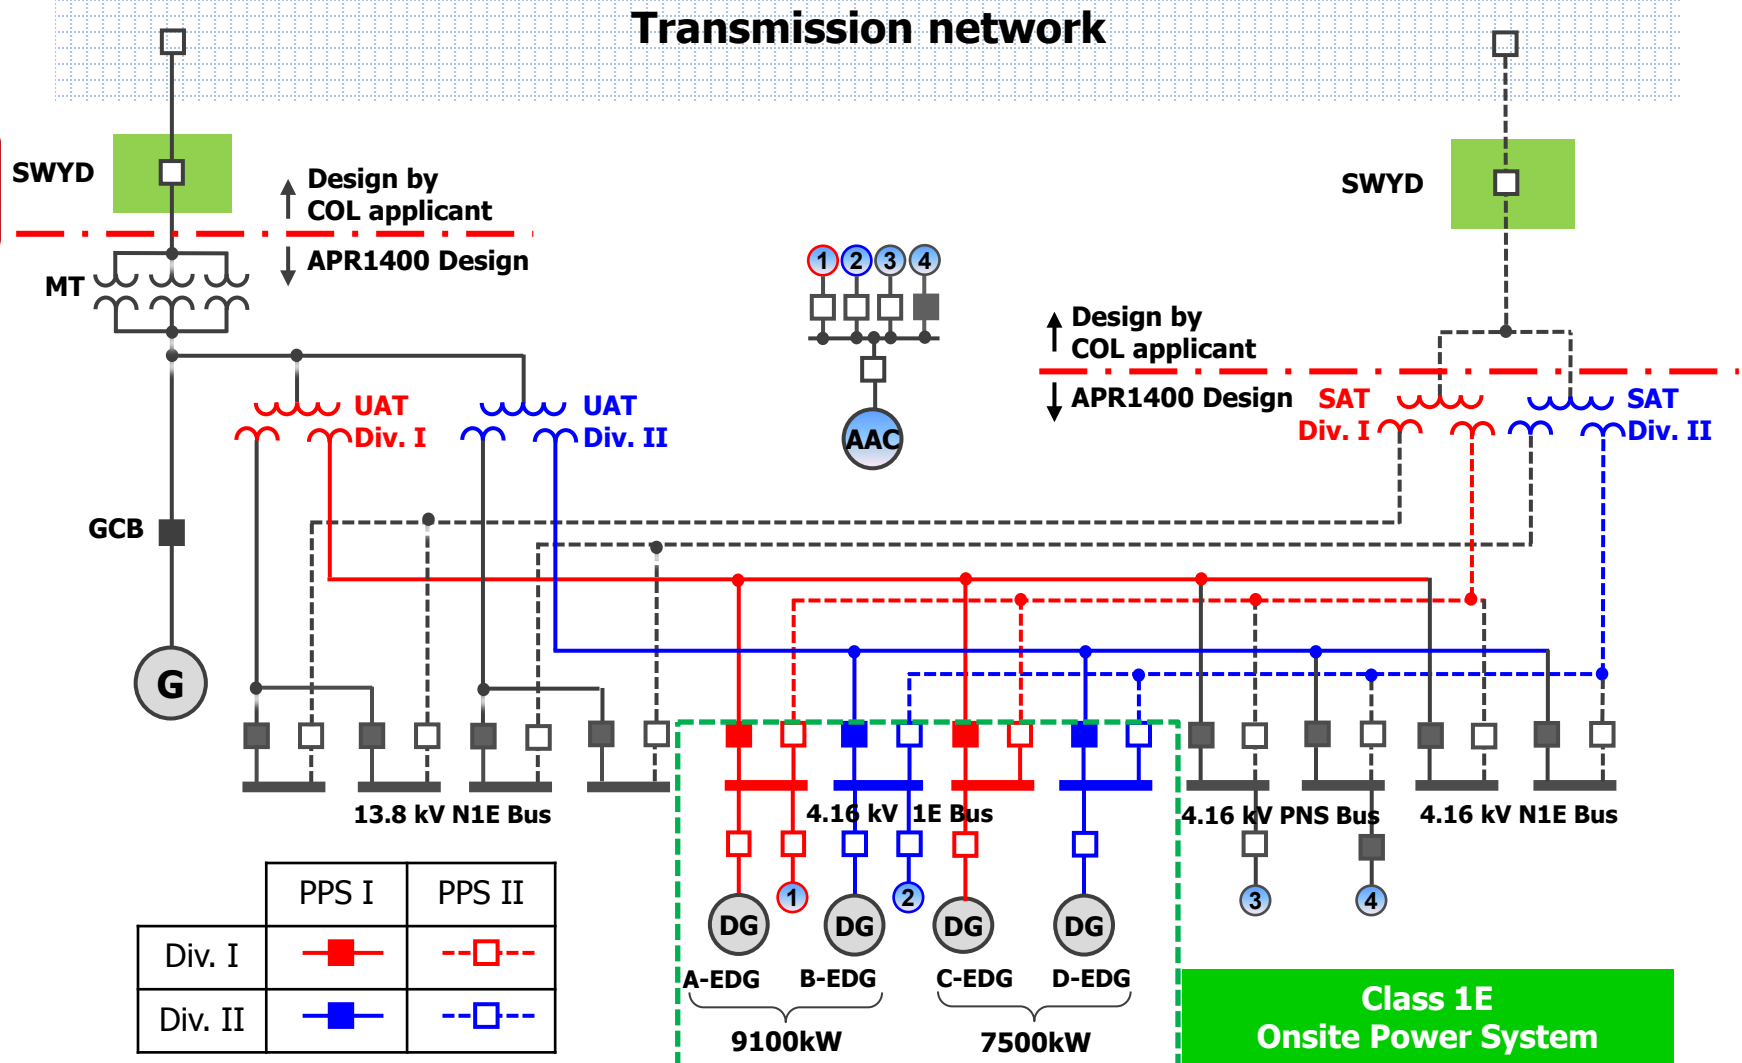 Transmission network
SWYD
Design by
COL applicant
APR1400 Design
MT
SWYD
1 2 3 4
Design by
COL applicant
APR1400 Design
UAT
Div. I
UAT
Div. II
AAC
SAT
Div. I
SAT
Div. II
GCB
G
13.8 kV N1E Bus
4.16 kV 1E Bus
4.16 kV PNS Bus
4.16 kV N1E Bus
1
2
3
4
DG
DG
DG
DG
A-EDG
B-EDG
C-EDG
D-EDG
9100kW
7500kW
PPS I
PPS II
Div. I
Div. II
Class 1E
Onsite Power System